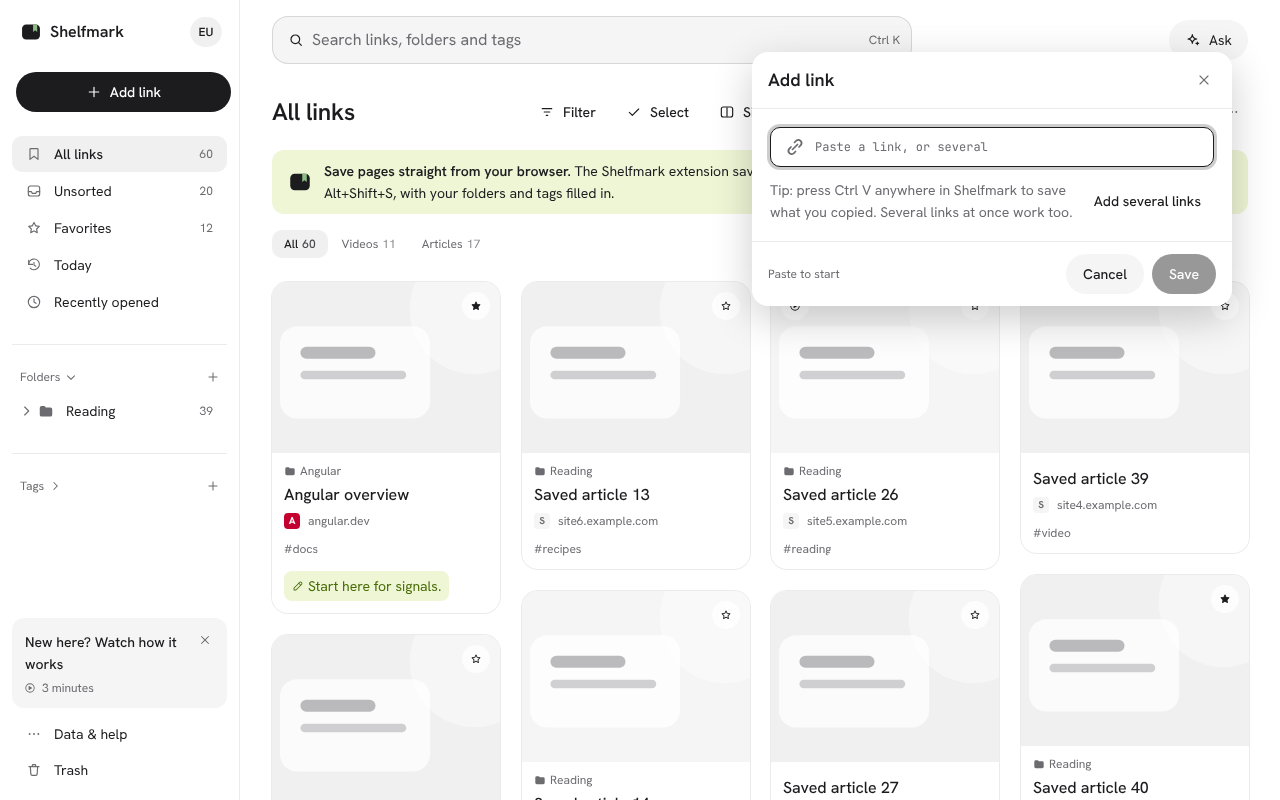 Shelfmark
EU
Add link
All links 60
Unsorted 20
Favorites 12
Today
Recently opened
Folders
Reading 39
Tags
New here? Watch how it
works
3 minutes
Data & help
Trash
Search links, folders and tags Ctrl K
Ask
All links
Filter
Select
Save pages straight from your browser. The Shelfmark extension
Alt+Shift+S, with your folders and tags filled in.
All 60
Videos 11
Articles 17
Add link
Paste a link, or several
Tip: press Ctrl V anywhere in Shelfmark to save
what you copied. Several links at once work too.
Add several links
Paste to start
Cancel
Save
Angular
Angular overview
A angular.dev
#docs
Start here for signals.
Reading
Saved article 13
S site6.example.com
#recipes
Reading
Saved article 26
S site5.example.com
#reading
Saved article 39
S site4.example.com
#video
Reading
Reading
Saved article 27
Saved article 40